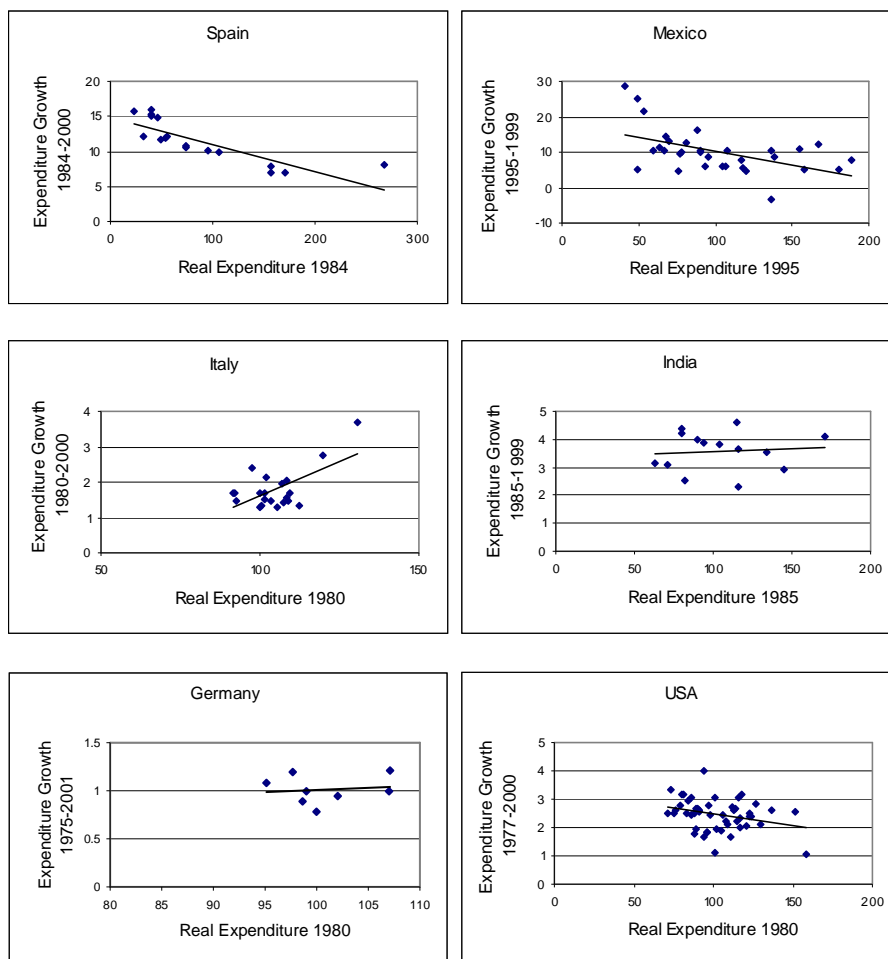 Spain
Expenditure Growth
1984-2000
20
15
10
5
0
0 100 200 300
Real Expenditure 1984
Mexico
Expenditure Growth
1995-1999
30
20
10
0
-10
0 50 100 150 200
Real Expenditure 1995
Italy
Expenditure Growth
1980-2000
4
3
2
1
0
50 100 150
Real Expenditure 1980
India
Expenditure Growth
1985-1999
5
4
3
2
1
0
0 50 100 150 200
Real Expenditure 1985
Germany
Expenditure Growth
1975-2001
1.5
1
0.5
0
80 85 90 95 100 105 110
Real Expenditure 1980
USA
Expenditure Growth
1977-2000
5
4
3
2
1
0
0 50 100 150 200
Real Expenditure 1980